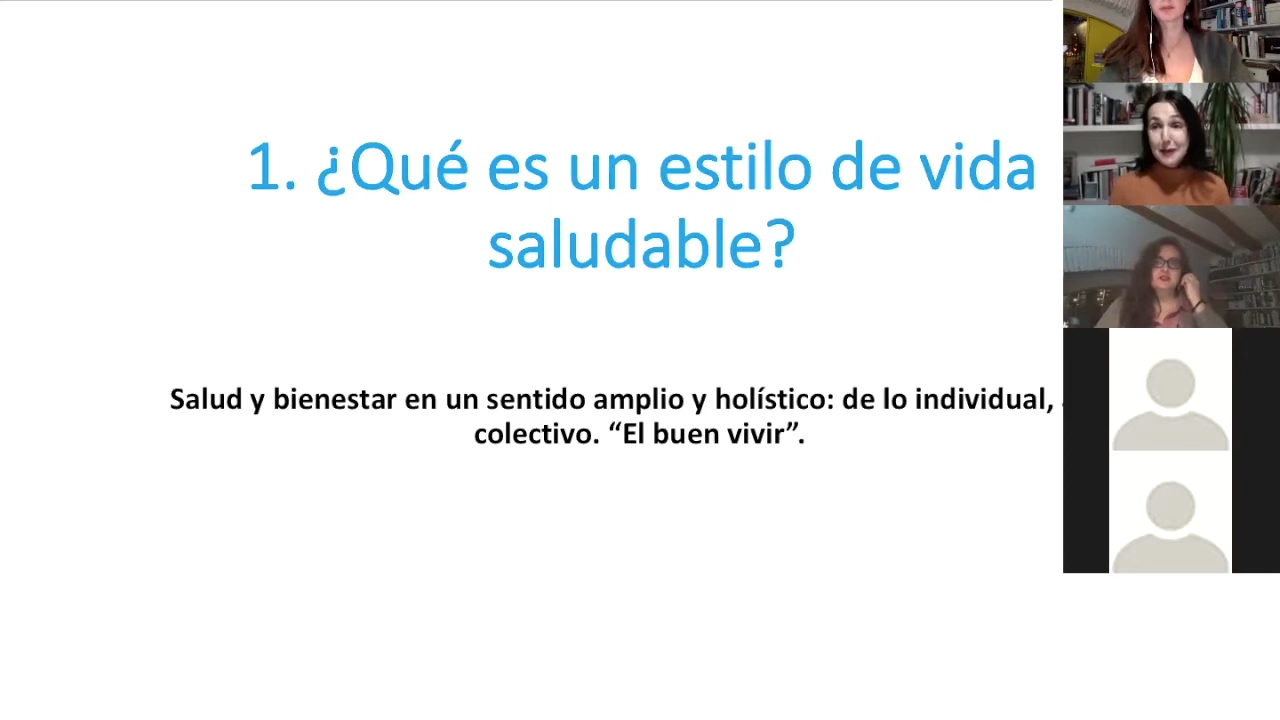 1. ¿Qué es un estilo de vida
saludable?
Salud y bienestar en un sentido amplio y holístico: de lo individual,
colectivo. “El buen vivir”.